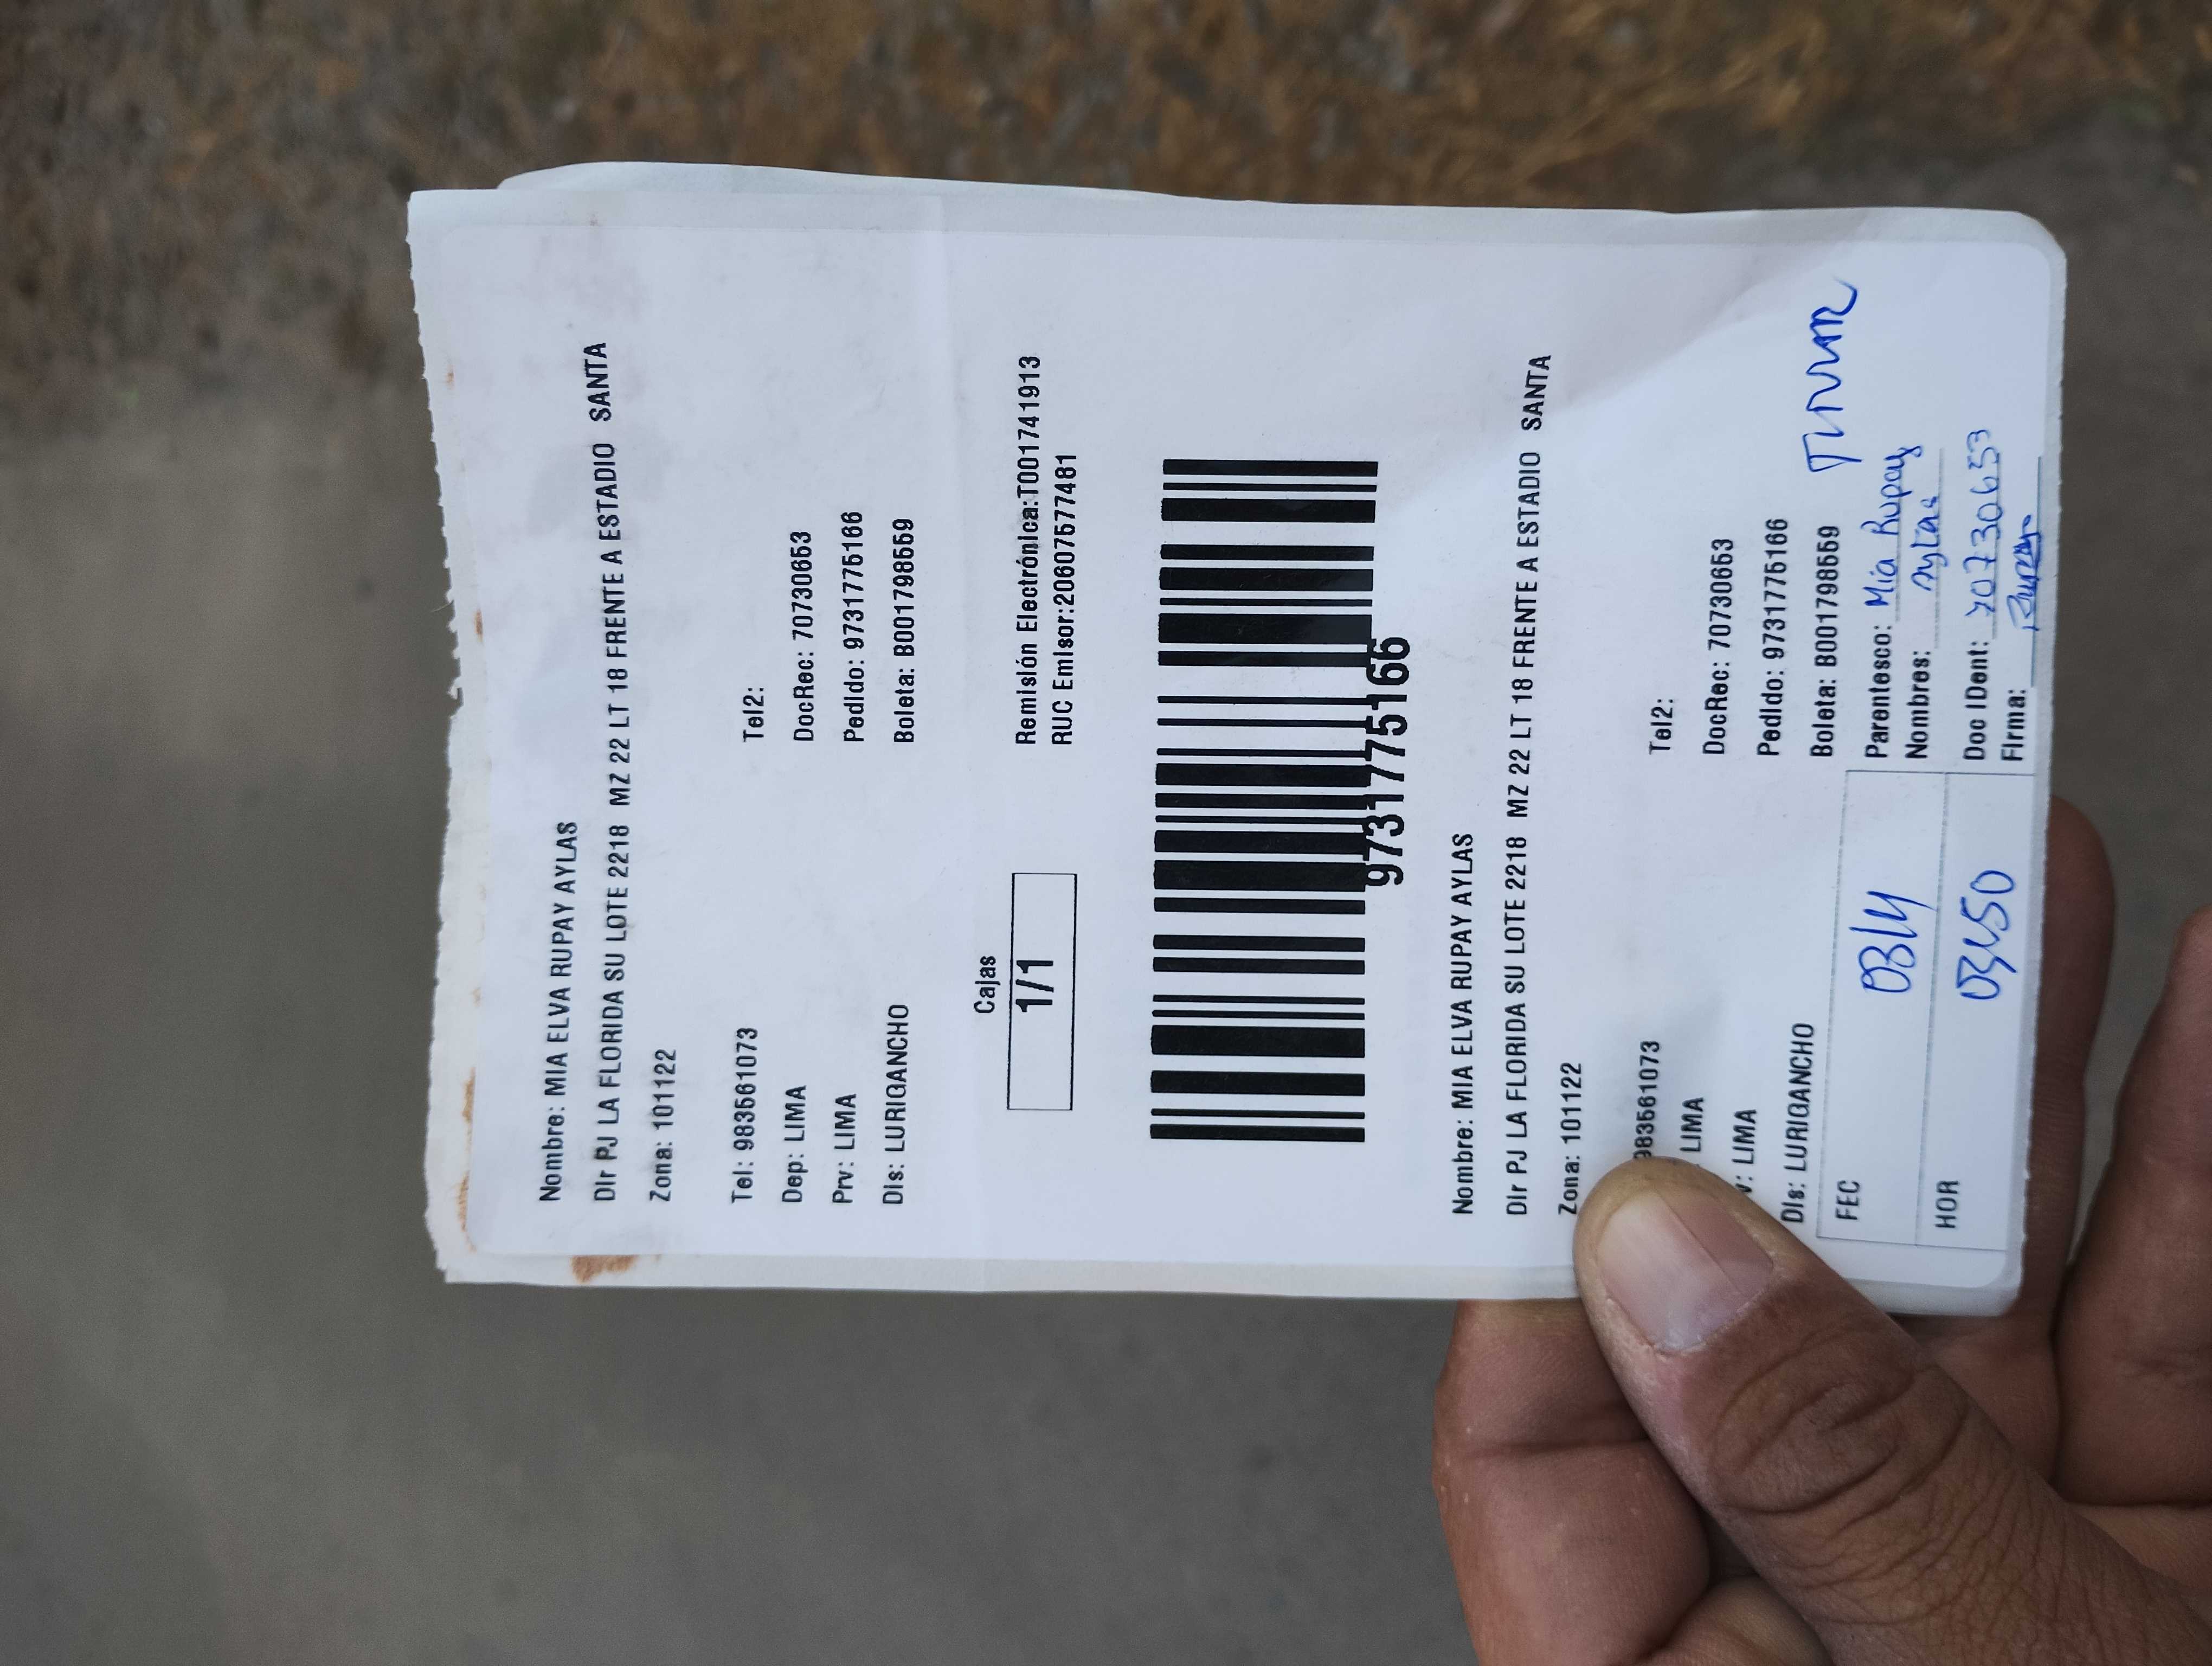 Nombre: MIA ELVA RUPAY AYLAS
Dir PJ LA FLORIDA SU LOTE 2218 MZ 22 LT 18 FRENTE A ESTADIO SANTA
Zona: 101122
Tel: 983561073 Tel2:
Dep: LIMA DocRec: 70730653
Prv: LIMA Pedido: 9731775166
Dis: LURIGANCHO Boleta: B001798559
Cajas
1/1
Remisión Electrónica:T001741913
RUC Emisor:20607577481
9731775166
Nombre: MIA ELVA RUPAY AYLAS
Dir PJ LA FLORIDA SU LOTE 2218 MZ 22 LT 18 FRENTE A ESTADIO SANTA
Zona: 101122
983561073 Tel2:
LIMA DocRec: 70730653
v: LIMA Pedido: 9731775166
Dis: LURIGANCHO Boleta: B001798559
FEC Parentesco: Mia Rupay
Nombres: Aylas
HOR Doc IDent: 70730653
Firma: